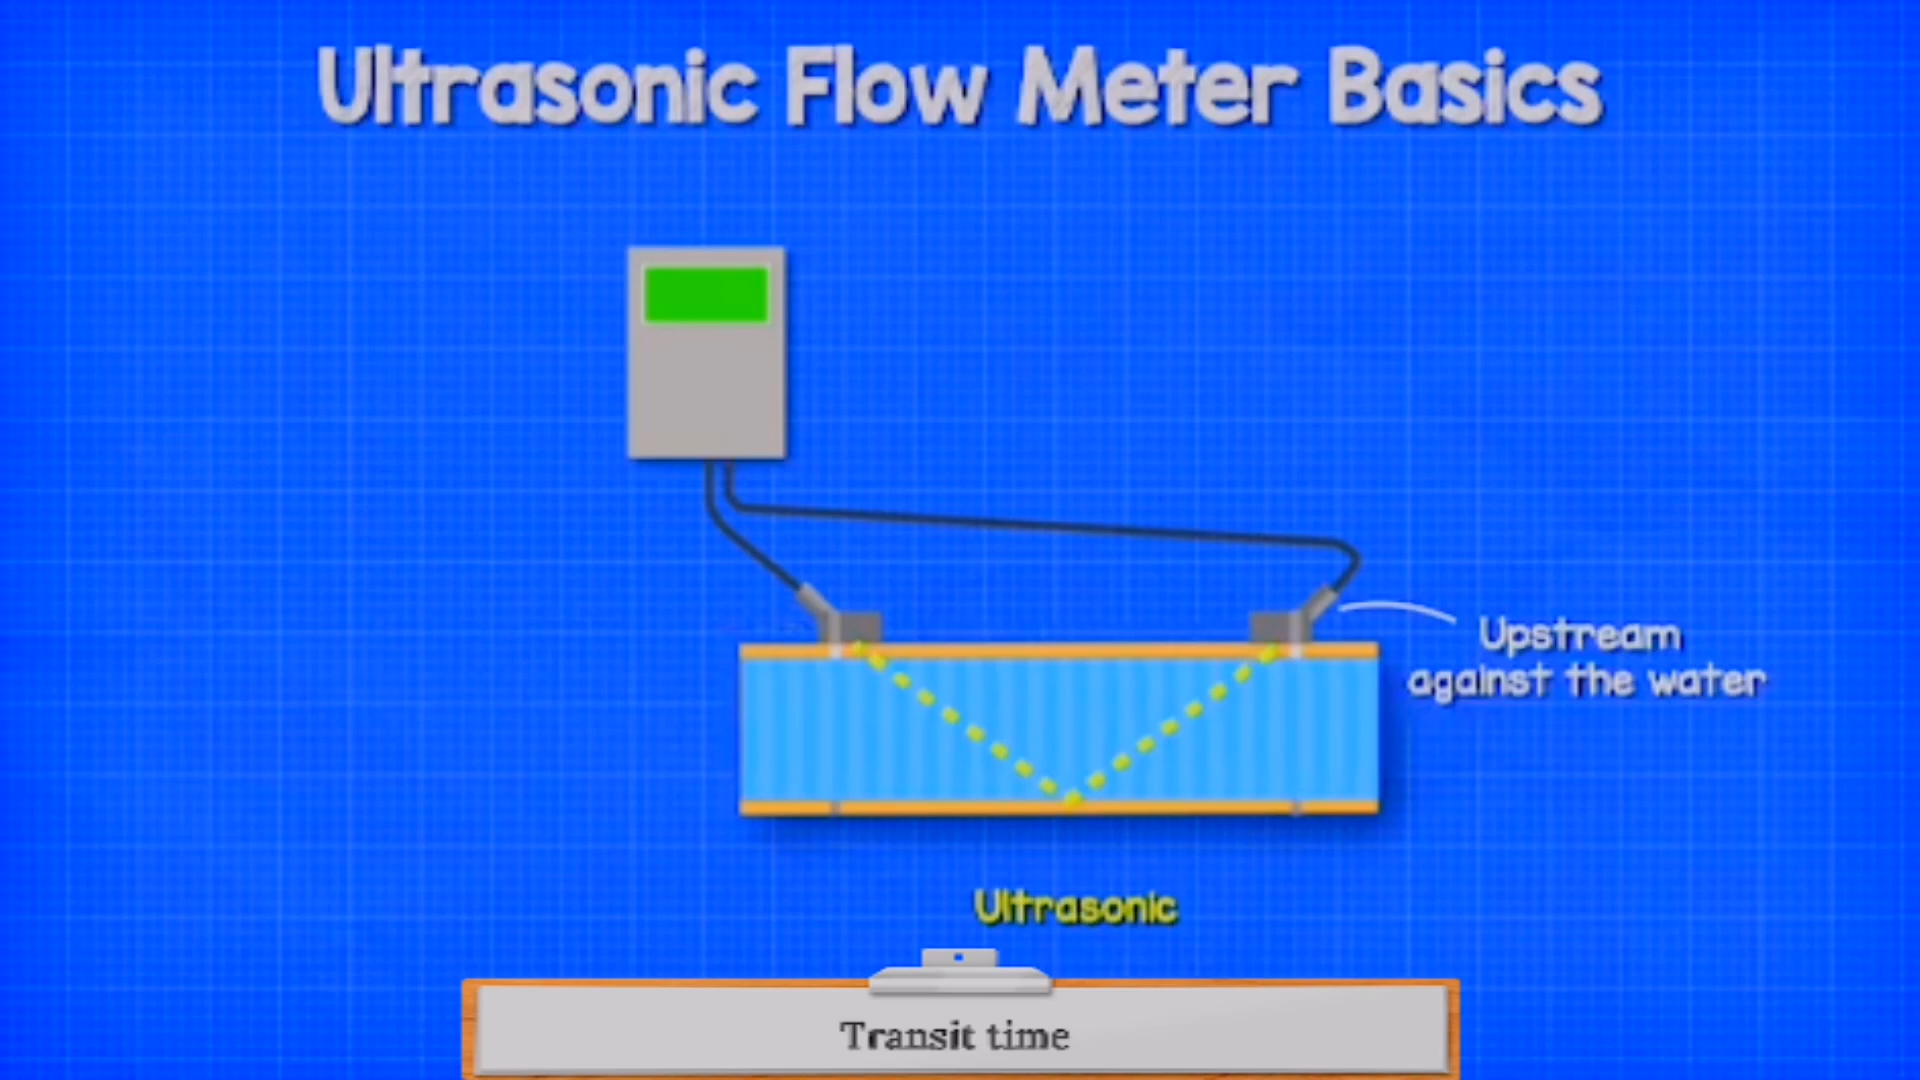 Ultrasonic Flow Meter Basics
Upstream
against the water
Ultrasonic
Transit time